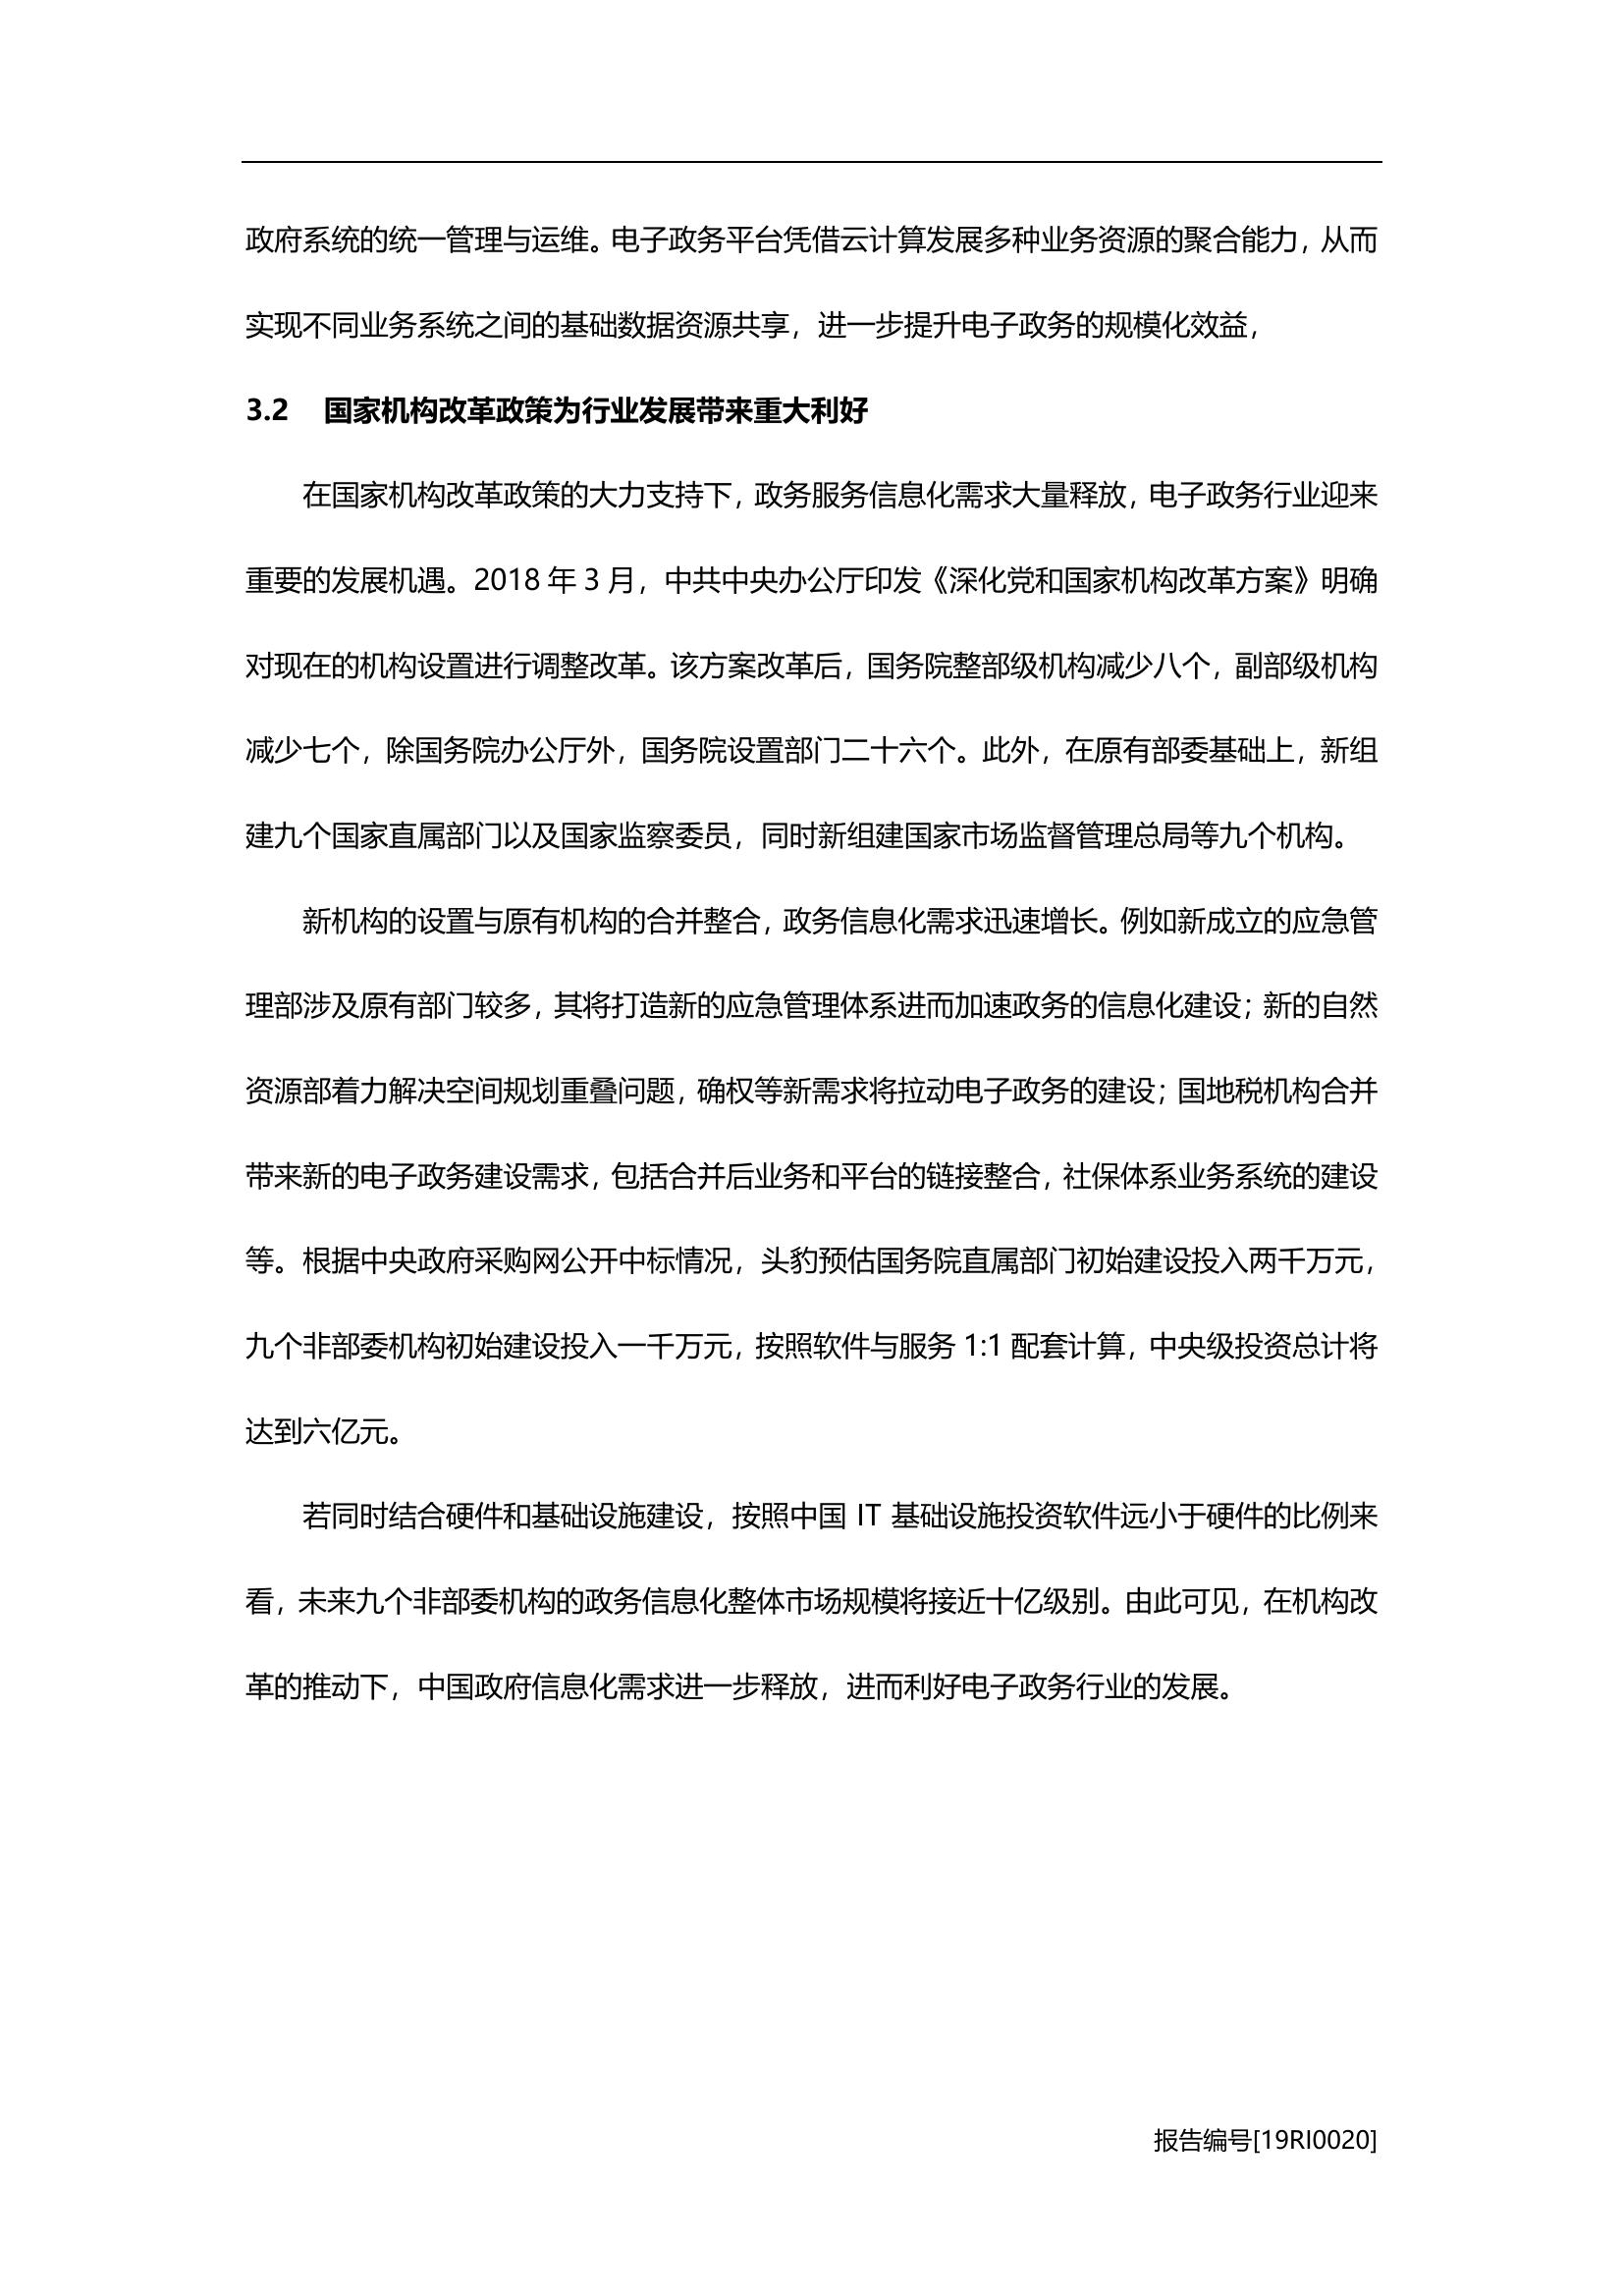 政府系统的统一管理与运维。电子政务平台凭借云计算发展多种业务资源的聚合能力，从而
实现不同业务系统之间的基础数据资源共享，进一步提升电子政务的规模化效益，
3.2 国家机构改革政策为行业发展带来重大利好
在国家机构改革政策的大力支持下，政务服务信息化需求大量释放，电子政务行业迎来
重要的发展机遇。2018 年 3 月，中共中央办公厅印发《深化党和国家机构改革方案》明确
对现在的机构设置进行调整改革。该方案改革后，国务院整部级机构减少八个，副部级机构
减少七个，除国务院办公厅外，国务院设置部门二十六个。此外，在原有部委基础上，新组
建九个国家直属部门以及国家监察委员，同时新组建国家市场监督管理总局等九个机构。
新机构的设置与原有机构的合并整合，政务信息化需求迅速增长。例如新成立的应急管
理部涉及原有部门较多，其将打造新的应急管理体系进而加速政务的信息化建设；新的自然
资源部着力解决空间规划重叠问题，确权等新需求将拉动电子政务的建设；国地税机构合并
带来新的电子政务建设需求，包括合并后业务和平台的链接整合，社保体系业务系统的建设
等。根据中央政府采购网公开中标情况，头豹预估国务院直属部门初始建设投入两千万元，
九个非部委机构初始建设投入一千万元，按照软件与服务 1:1 配套计算，中央级投资总计将
达到六亿元。
若同时结合硬件和基础设施建设，按照中国 IT 基础设施投资软件远小于硬件的比例来
看，未来九个非部委机构的政务信息化整体市场规模将接近十亿级别。由此可见，在机构改
革的推动下，中国政府信息化需求进一步释放，进而利好电子政务行业的发展。
报告编号[19RI0020]